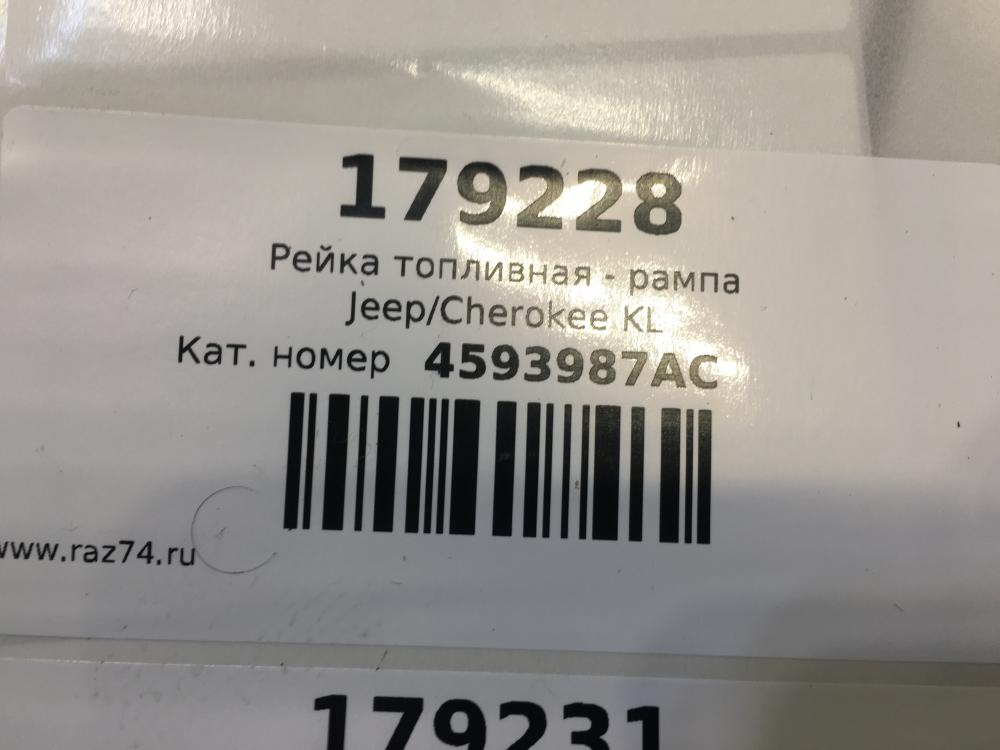 179228
Рейка топливная - рампа
Jeep/Cherokee KL
Кат. номер 4593987AC
www.raz74.ru
179231